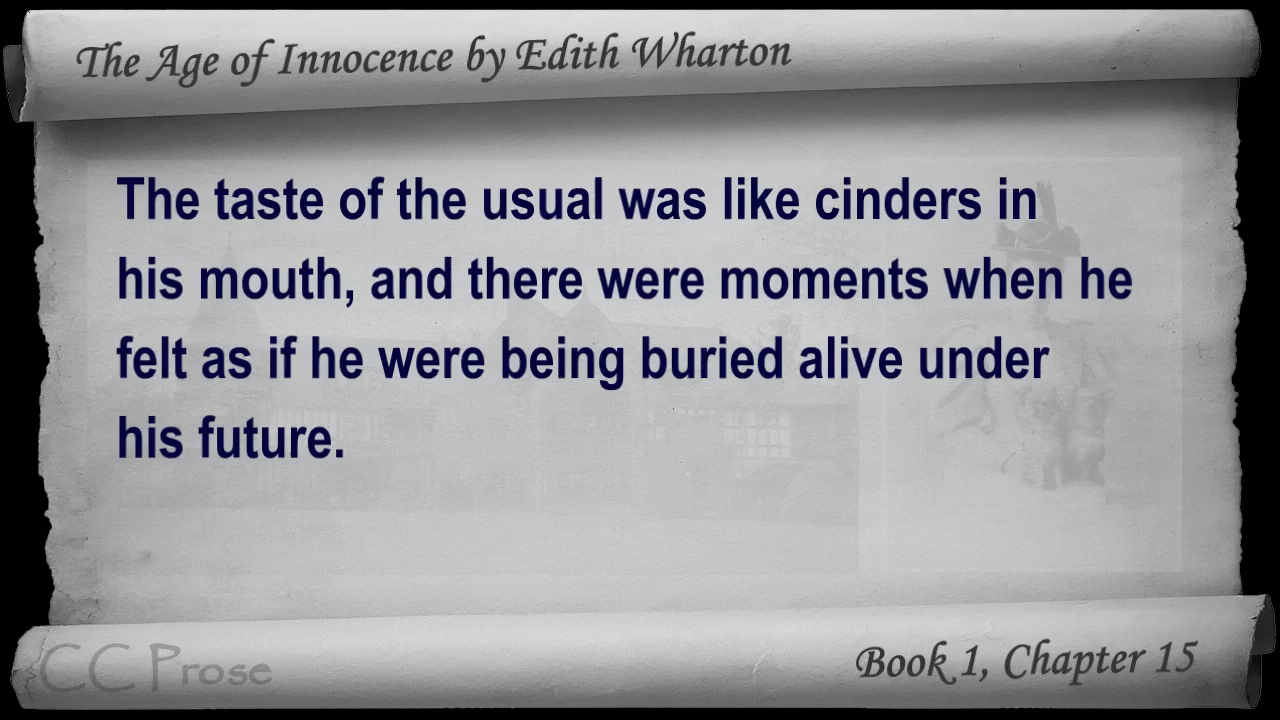 The Age of Innocence by Edith Wharton
The taste of the usual was like cinders in
his mouth, and there were moments when he
felt as if he were being buried alive under
his future.
CC Prose
Book 1, Chapter 15